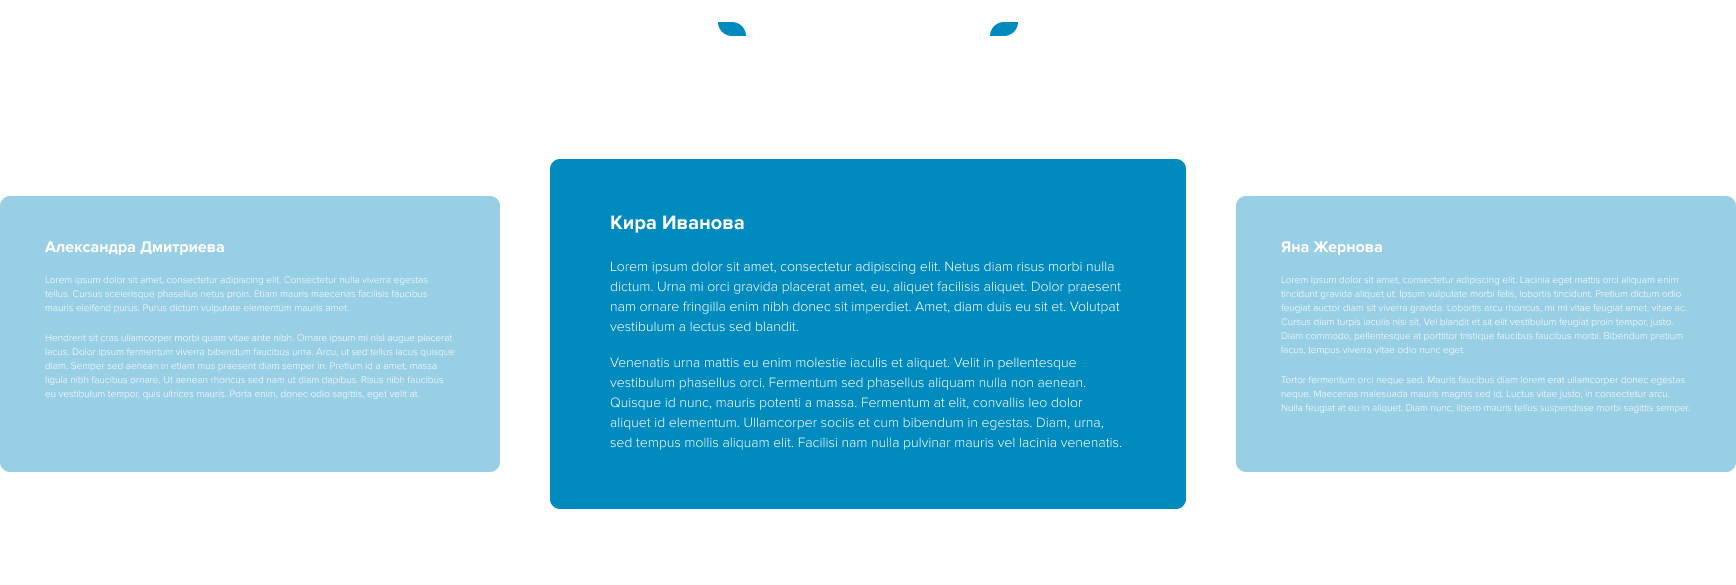 Александра Дмитриева
Lorem ipsum dolor sit amet, consectetur adipiscing elit. Consectetur nulla viverra egestas
tellus. Cursus scelerisque phasellus netus proin. Etiam mauris maecenas facilisis faucibus
mauris eleifend purus. Purus dictum vulputate elementum mauris amet.
Hendrerit sit cras ullamcorper morbi quam vitae ante nibh. Ornare ipsum mi nisl augue placerat
lacus. Dolor ipsum fermentum viverra bibendum faucibus urna. Arcu, ut sed tellus lacus quisque
diam. Semper sed aenean in etiam mus praesent diam semper in. Pretium id a amet, massa
ligula nibh faucibus ornare. Ut aenean rhoncus sed nam ut diam dapibus. Risus nibh faucibus
eu vestibulum tempor, quis ultrices mauris. Porta enim, donec odio sagittis, eget velit at.
Кира Иванова
Lorem ipsum dolor sit amet, consectetur adipiscing elit. Netus diam risus morbi nulla
dictum. Urna mi orci gravida placerat amet, eu, aliquet facilisis aliquet. Dolor praesent
nam ornare fringilla enim nibh donec sit imperdiet. Amet, diam duis eu sit et. Volutpat
vestibulum a lectus sed blandit.
Venenatis urna mattis eu enim molestie iaculis et aliquet. Velit in pellentesque
vestibulum phasellus orci. Fermentum sed phasellus aliquam nulla non aenean.
Quisque id nunc, mauris potenti a massa. Fermentum at elit, convallis leo dolor
aliquet id elementum. Ullamcorper sociis et cum bibendum in egestas. Diam, urna,
sed tempus mollis aliquam elit. Facilisi nam nulla pulvinar mauris vel lacinia venenatis.
Яна Жернова
Lorem ipsum dolor sit amet, consectetur adipiscing elit. Lacinia eget mattis orci aliquam enim
tincidunt gravida aliquet ut. Ipsum vulputate morbi felis, lobortis tincidunt. Pretium dictum odio
feugiat auctor diam sit viverra gravida. Lobortis arcu rhoncus, mi mi vitae feugiat amet, vitae ac.
Cursus diam turpis iaculis nisi sit. Vel blandit et sit elit vestibulum feugiat proin tempor, justo.
Diam commodo, pellentesque at porttitor tristique faucibus faucibus morbi. Bibendum pretium
lacus, tempus viverra vitae odio nunc eget.
Tortor fermentum orci neque sed. Mauris faucibus diam lorem erat ullamcorper donec egestas
neque. Maecenas malesuada mauris magnis sed id. Luctus vitae justo, in consectetur arcu.
Nulla feugiat at eu in aliquet. Diam nunc, libero mauris tellus suspendisse morbi sagittis semper.